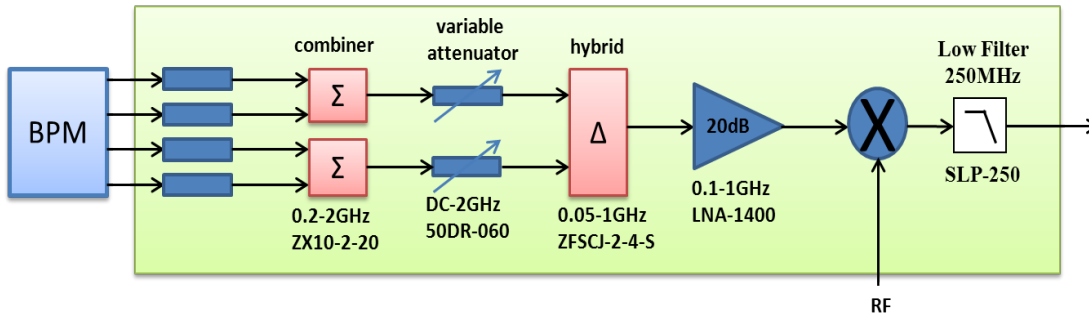 combiner
variable
attenuator
hybrid
Low Filter
250MHz
BPM
Σ
Σ
Δ
20dB
X
SLP-250
0.2-2GHz
ZX10-2-20
DC-2GHz
50DR-060
0.05-1GHz
ZFSCJ-2-4-S
0.1-1GHz
LNA-1400
RF